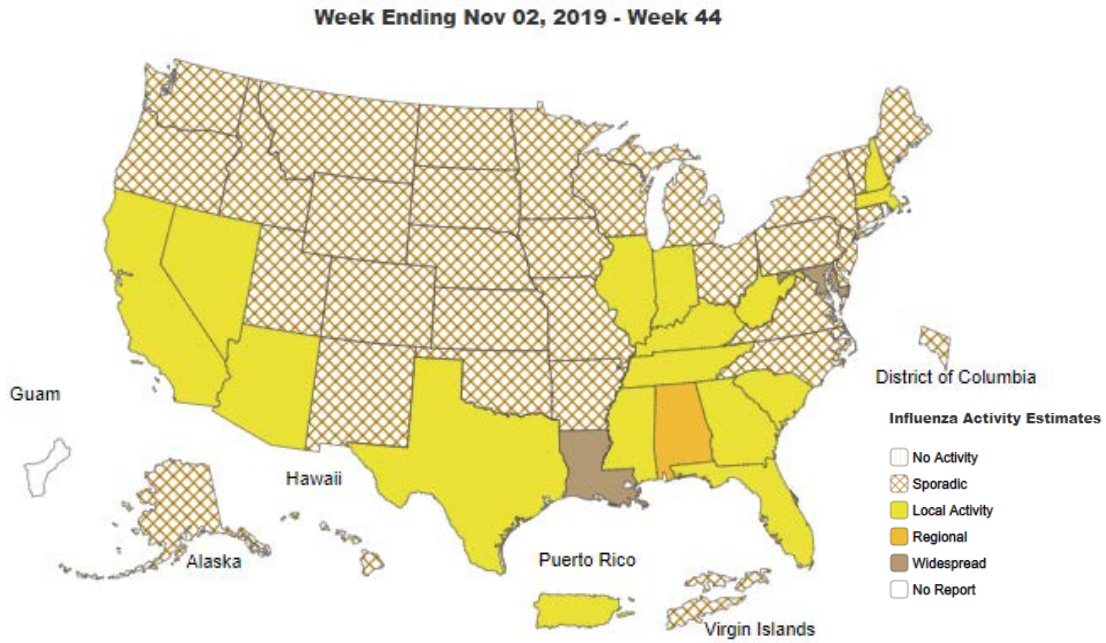 Week Ending Nov 02, 2019 - Week 44
District of Columbia
Guam
Influenza Activity Estimates
No Activity
Sporadic
Local Activity
Regional
Widespread
No Report
Hawaii
Alaska
Puerto Rico
Virgin Islands